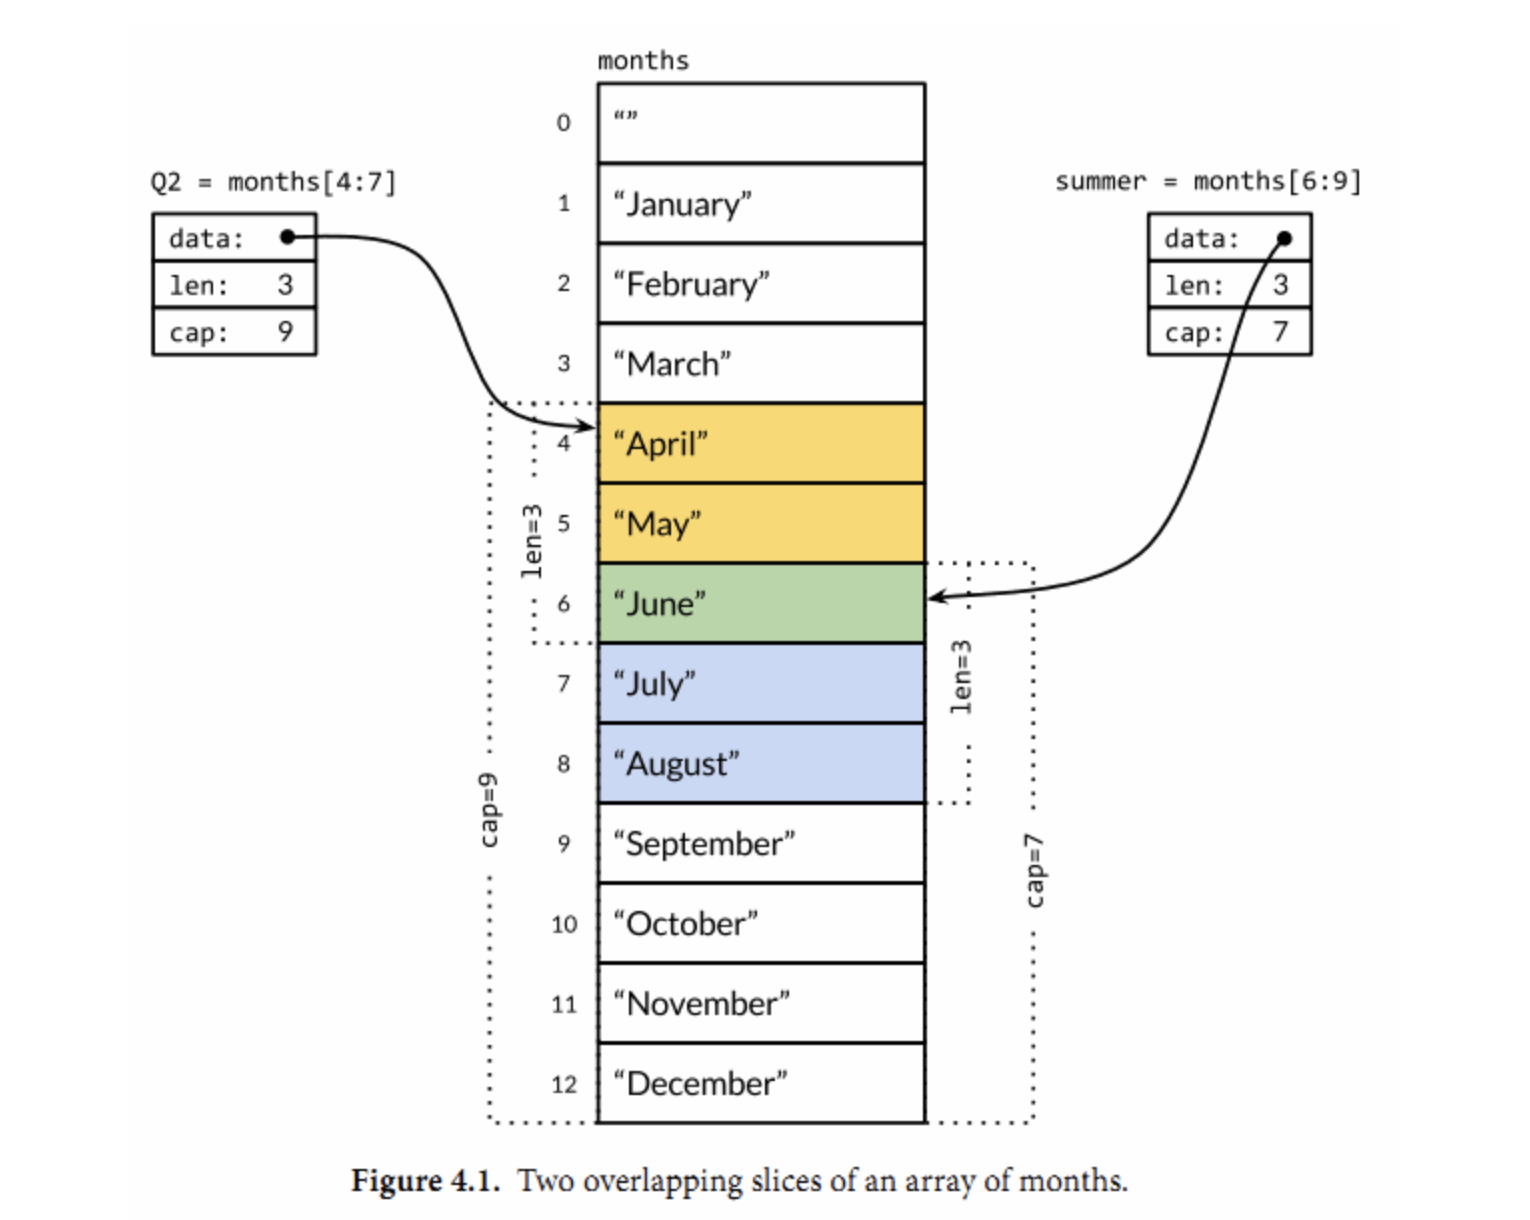 months
0 “”
Q2 = months[4:7]
data:
len: 3
cap: 9
summer = months[6:9]
data:
len: 3
cap: 7
1 “January”
2 “February”
3 “March”
4 “April”
5 “May”
6 “June”
7 “July”
8 “August”
9 “September”
10 “October”
11 “November”
12 “December”
len=3
cap=9
len=3
cap=7
Figure 4.1. Two overlapping slices of an array of months.